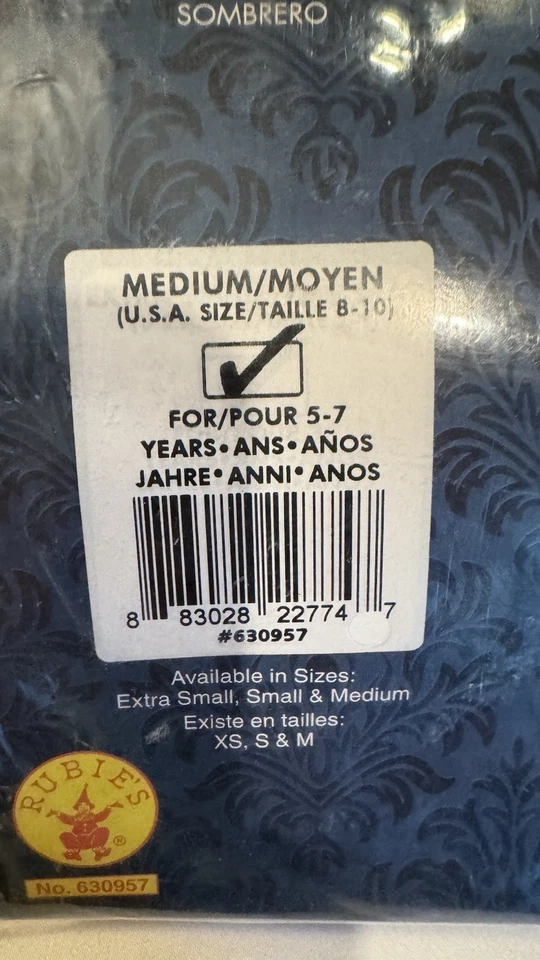 SOMBRERO
MEDIUM/MOYEN
(U.S.A. SIZE/TAILLE 8-10)
FOR/POUR 5-7
YEARS•ANS•AÑOS
JAHRE•ANNI•ANOS
8 83028 22774 7
#630957
Available in Sizes:
Extra Small, Small & Medium
Existe en tailles:
XS, S & M
RUBIE'S
®
No. 630957